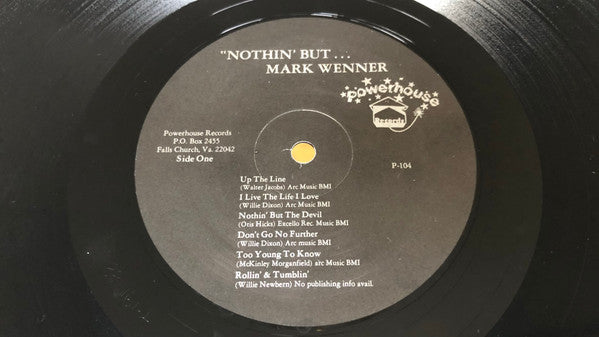 "NOTHIN' BUT . . .
MARK WENNER
Powerhouse
Records
Powerhouse Records
P.O. Box 2455
Falls Church, Va. 22042
Side One
P-104
Up The Line
(Walter Jacobs) Arc Music BMI
I Live The Life I Love
(Willie Dixon) Arc Music BMI
Nothin' But The Devil
(Otis Hicks) Excello Rec. Music BMI
Don't Go No Further
(Willie Dixon) Arc music BMI
Too Young To Know
(McKinley Morganfield) arc Music BMI
Rollin' & Tumblin'
(Willie Newbern) No publishing info avail.